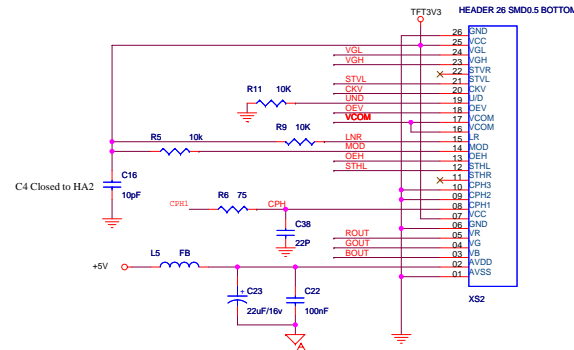 HEADER 26 SMD0.5 BOTTOM
TFT3V3
26 GND
25 VCC
VGL 24 VGL
VGH 23 VGH
22 STVR
STVL 21 STVL
CKV 20 CKV
R11 10K UND 19 U/D
OEV 18 OEV
VCOM 17 VCOM
16 VCOM
R9 10K LNR 15 LR
R5 10k MOD 14 MOD
OEH 13 OEH
STHL 12 STHL
11 STHR
C16
C4 Closed to HA2
10pF
10 CPH3
09 CPH2
CPH1 R6 75 CPH 08 CPH1
07 VCC
C38
22P
06 GND
ROUT 05 VR
GOUT 04 VG
BOUT 03 VB
+5V L5 FB 02 AVDD
01 AVSS
XS2
+ C23
22uF/16v
C22
100nF
A